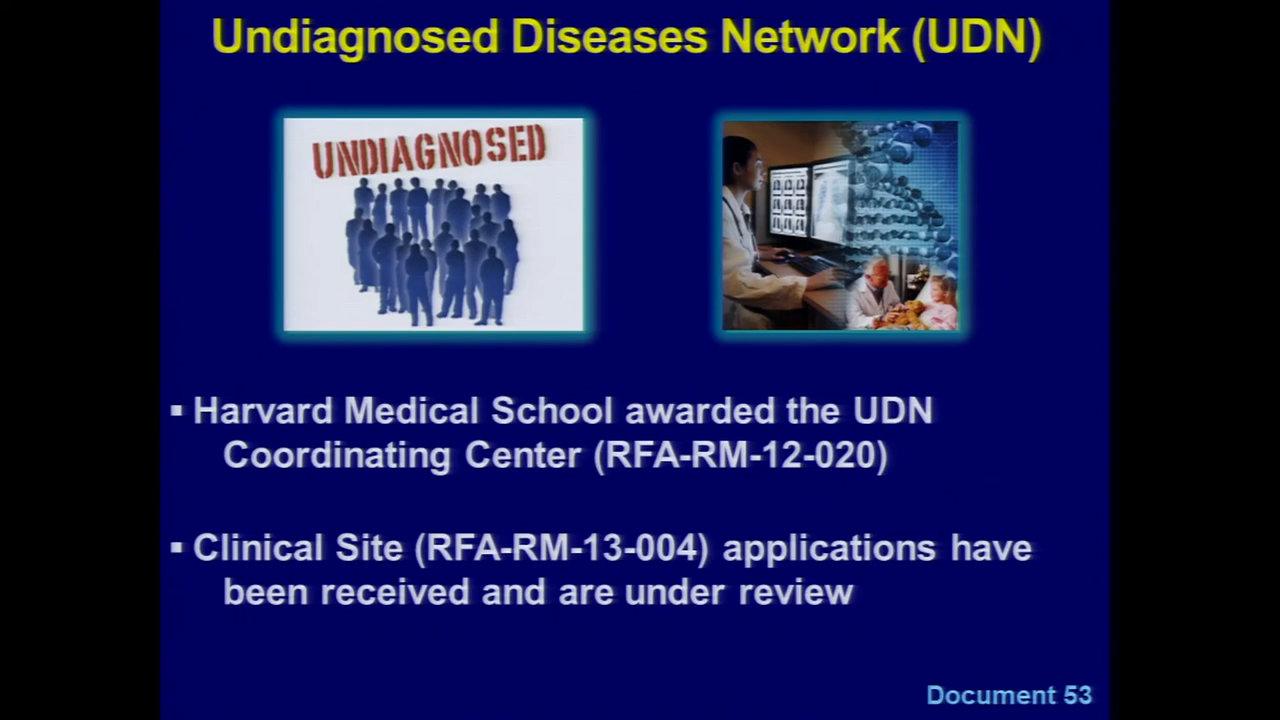 Undiagnosed Diseases Network (UDN)
UNDIAGNOSED
▪ Harvard Medical School awarded the UDN
Coordinating Center (RFA-RM-12-020)
▪ Clinical Site (RFA-RM-13-004) applications have
been received and are under review
Document 53